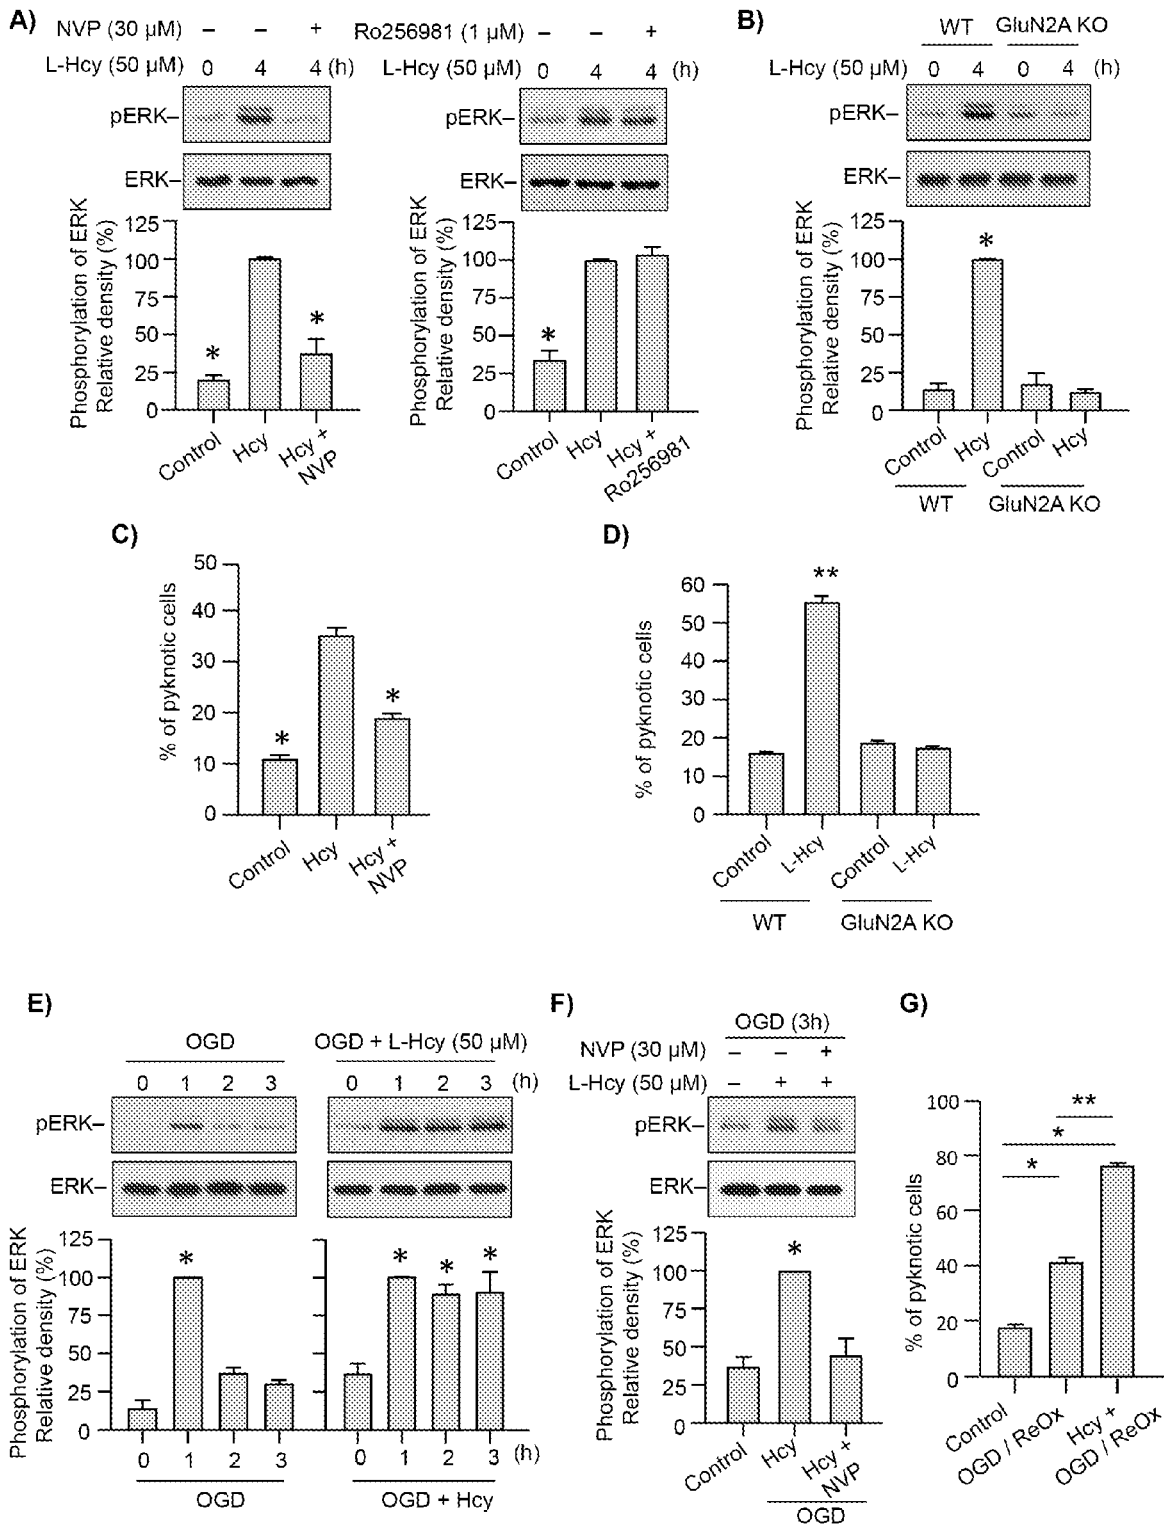 A)
NVP (30 µM) – – +
L-Hcy (50 µM) 0 4 4 (h)
pERK–
ERK–
Phosphorylation of ERK
Relative density (%)
125
100
75
50
25
0
*
*
Control
Hcy
Hcy +
NVP
Ro256981 (1 µM) – – +
L-Hcy (50 µM) 0 4 4 (h)
pERK–
ERK–
Phosphorylation of ERK
Relative density (%)
125
100
75
50
25
0
*
Control
Hcy
Hcy +
Ro256981
B)
WT GluN2A KO
L-Hcy (50 µM) 0 4 0 4 (h)
pERK–
ERK–
Phosphorylation of ERK
Relative density (%)
125
100
75
50
25
0
*
Control
Hcy
Control
Hcy
WT GluN2A KO
C)
% of pyknotic cells
50
40
30
20
10
0
*
*
Control
Hcy
Hcy +
NVP
D)
% of pyknotic cells
60
50
40
30
20
10
0
**
Control
L-Hcy
Control
L-Hcy
WT GluN2A KO
E)
OGD OGD + L-Hcy (50 µM)
0 1 2 3 0 1 2 3 (h)
pERK–
ERK–
Phosphorylation of ERK
Relative density (%)
125
100
75
50
25
0
* * * *
0 1 2 3 0 1 2 3 (h)
OGD OGD + Hcy
F)
OGD (3h)
NVP (30 µM) – – +
L-Hcy (50 µM) – + +
pERK–
ERK–
Phosphorylation of ERK
Relative density (%)
125
100
75
50
25
0
*
Control
Hcy
Hcy +
NVP
OGD
G)
% of pyknotic cells
100
80
60
40
20
0
**
*
*
Control
OGD / ReOx
Hcy +
OGD / ReOx